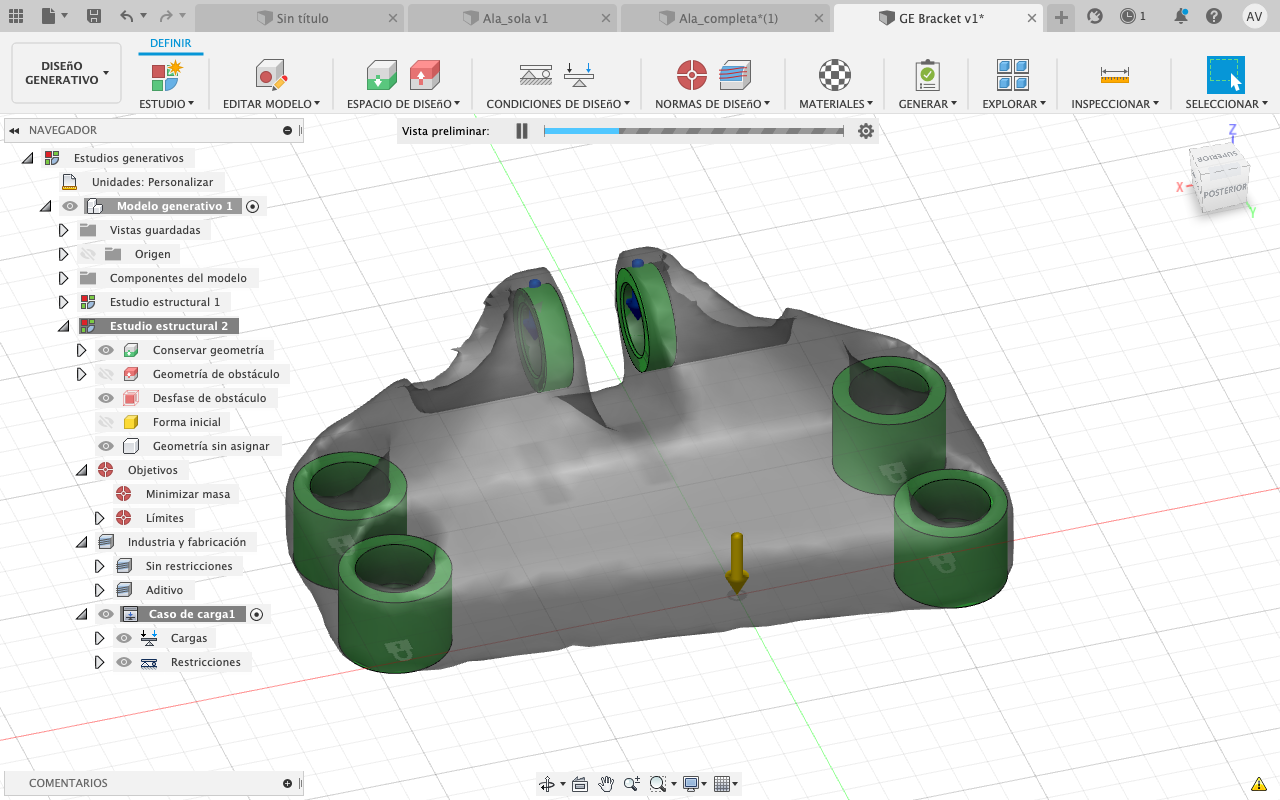 Sin título
Ala_sola v1
Ala_completa*(1)
GE Bracket v1*
1
AV
DISEñO GENERATIVO
DEFINIR
ESTUDIO
EDITAR MODELO
ESPACIO DE DISEñO
CONDICIONES DE DISEñO
NORMAS DE DISEñO
MATERIALES
GENERAR
EXPLORAR
INSPECCIONAR
SELECCIONAR
NAVEGADOR
Vista preliminar:
Estudios generativos
Unidades: Personalizar
Modelo generativo 1
Vistas guardadas
Origen
Componentes del modelo
Estudio estructural 1
Estudio estructural 2
Conservar geometría
Geometría de obstáculo
Desfase de obstáculo
Forma inicial
Geometría sin asignar
Objetivos
Minimizar masa
Límites
Industria y fabricación
Sin restricciones
Aditivo
Caso de carga1
Cargas
Restricciones
Z
SUPERIOR
X
POSTERIOR
Y
COMENTARIOS